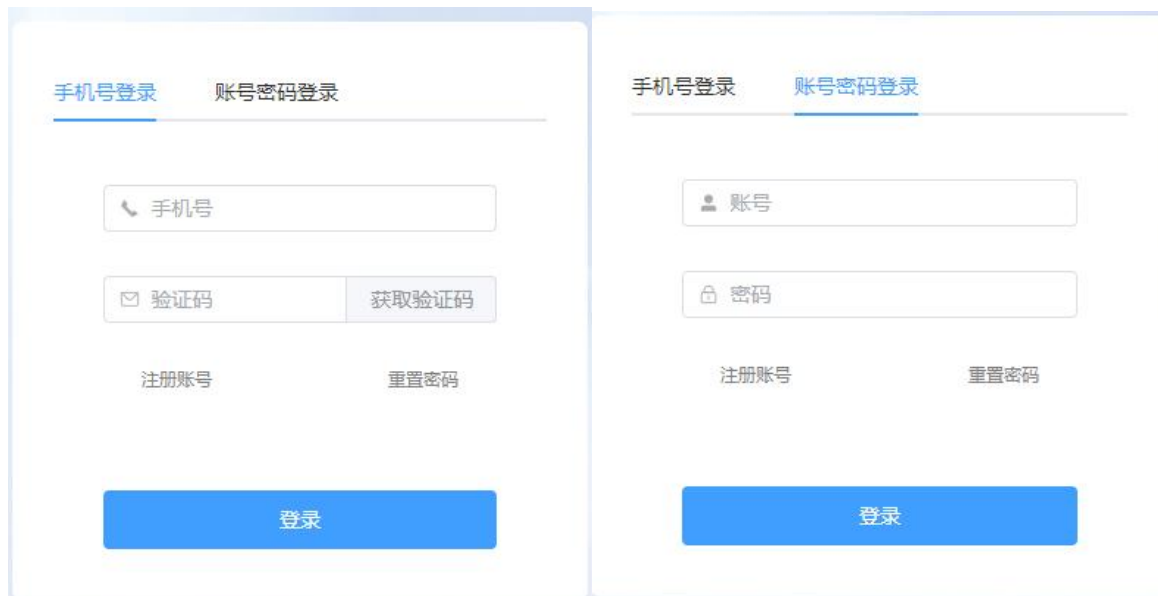 手机号登录 账号密码登录
手机号
验证码 获取验证码
注册账号 重置密码
登录
手机号登录 账号密码登录
账号
密码
注册账号 重置密码
登录